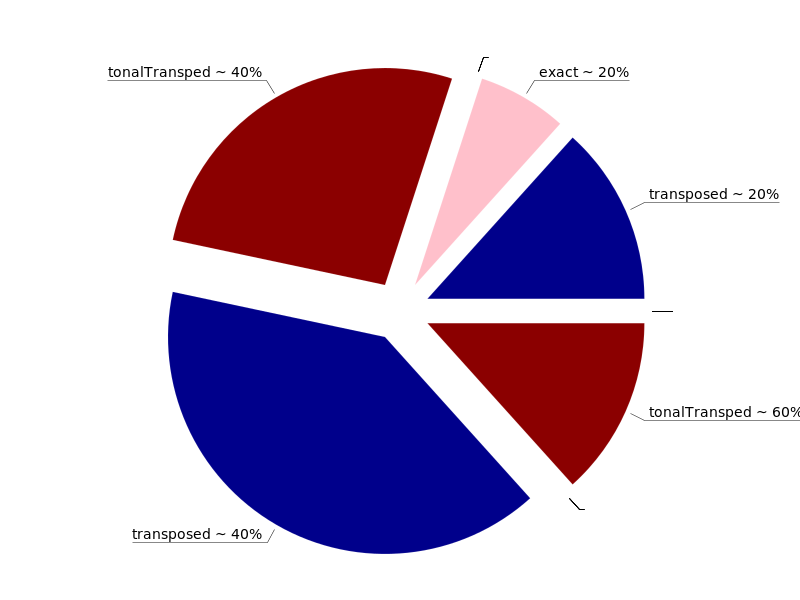 tonalTransped ~ 40%
exact ~ 20%
transposed ~ 20%
tonalTransped ~ 60%
transposed ~ 40%